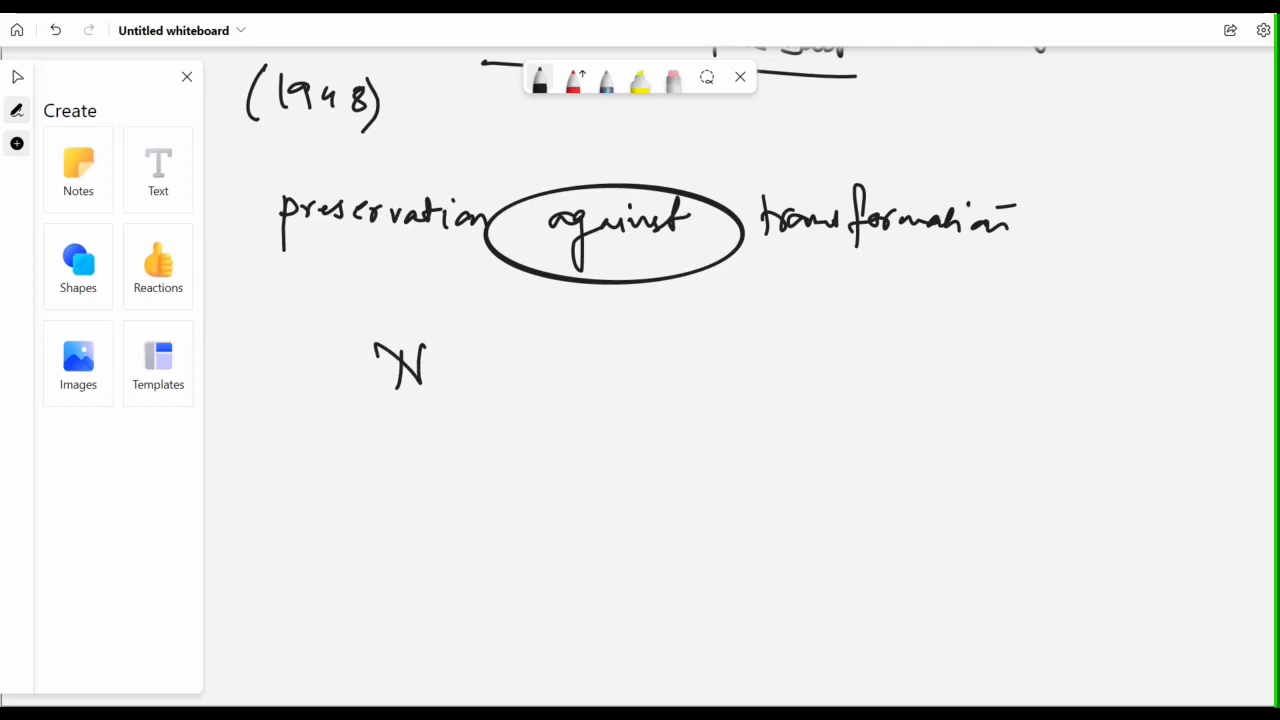 Untitled whiteboard
(1948)
Create
Notes Text
preservation against transformation
Shapes Reactions
N
Images Templates